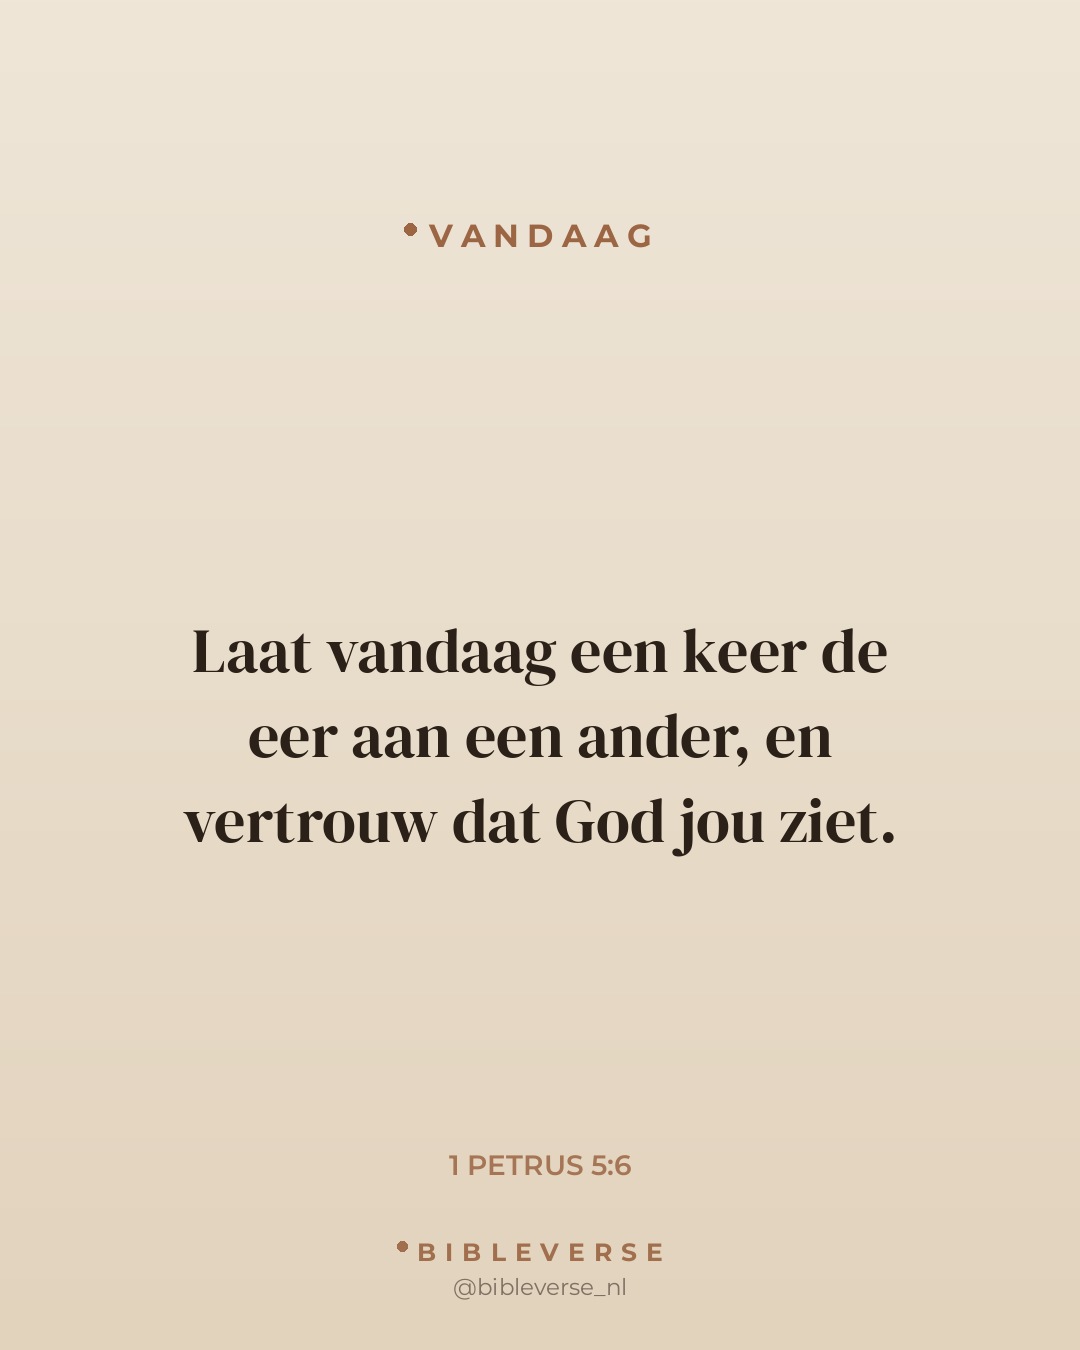 VANDAAG
Laat vandaag een keer de
eer aan een ander, en
vertrouw dat God jou ziet.
1 PETRUS 5:6
BIBLEVERSE
@bibleverse_nl